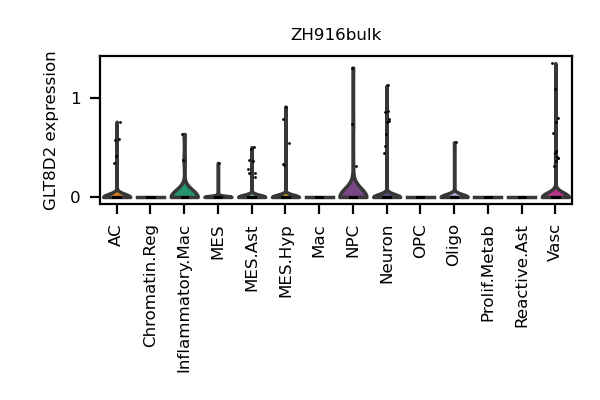 ZH916bulk
GLT8D2 expression
1
0
AC
Chromatin.Reg
Inflammatory.Mac
MES
MES.Ast
MES.Hyp
Mac
NPC
Neuron
OPC
Oligo
Prolif.Metab
Reactive.Ast
Vasc